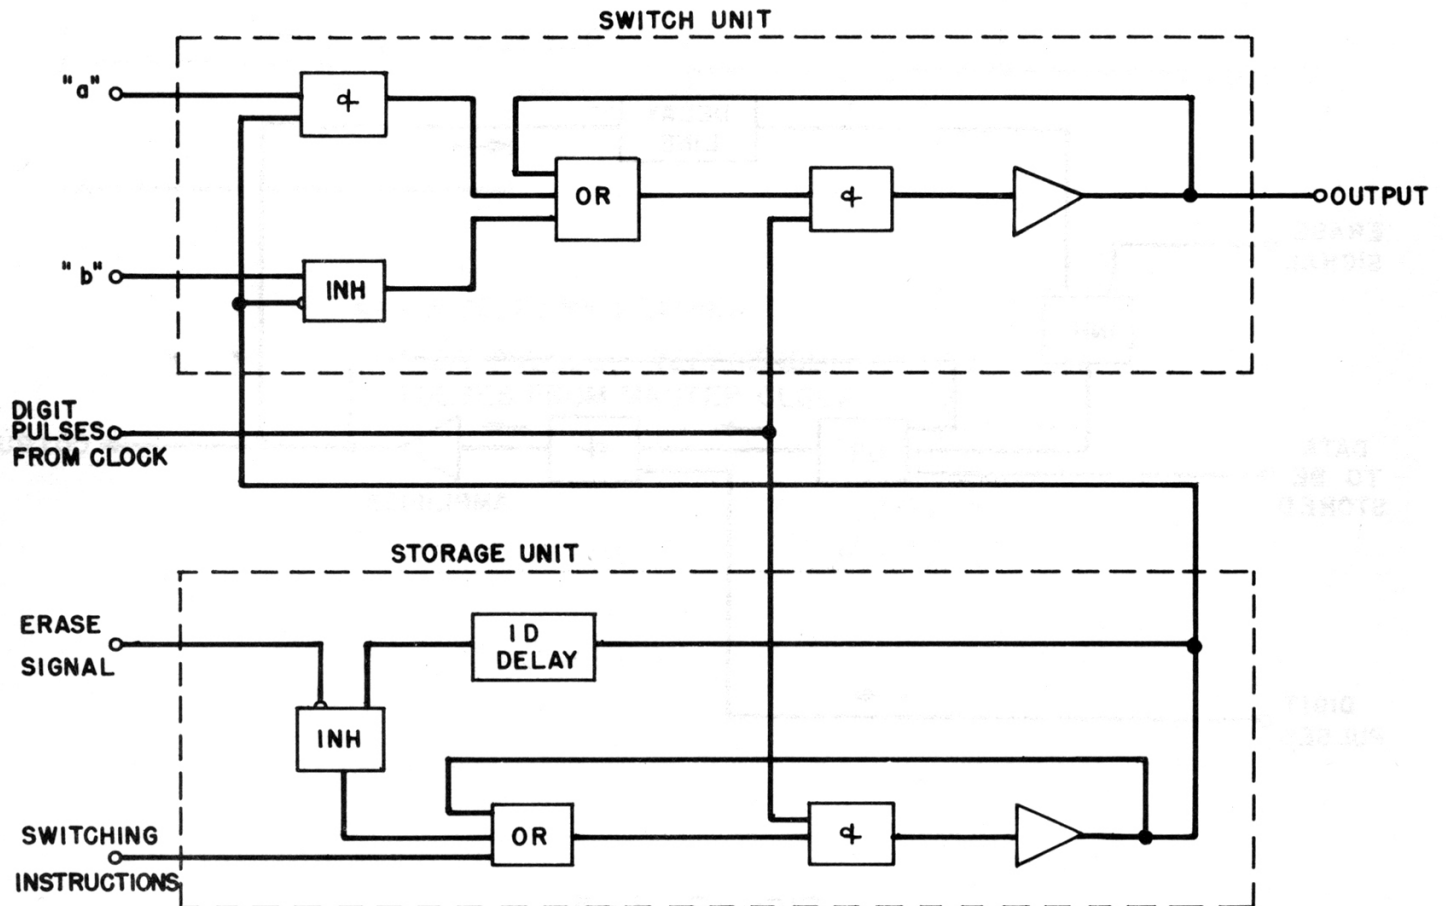 SWITCH UNIT
"a"
¢
OR
¢
OUTPUT
"b"
INH
DIGIT
PULSES
FROM CLOCK
STORAGE UNIT
ERASE
SIGNAL
1D
DELAY
INH
SWITCHING
INSTRUCTIONS
OR
¢